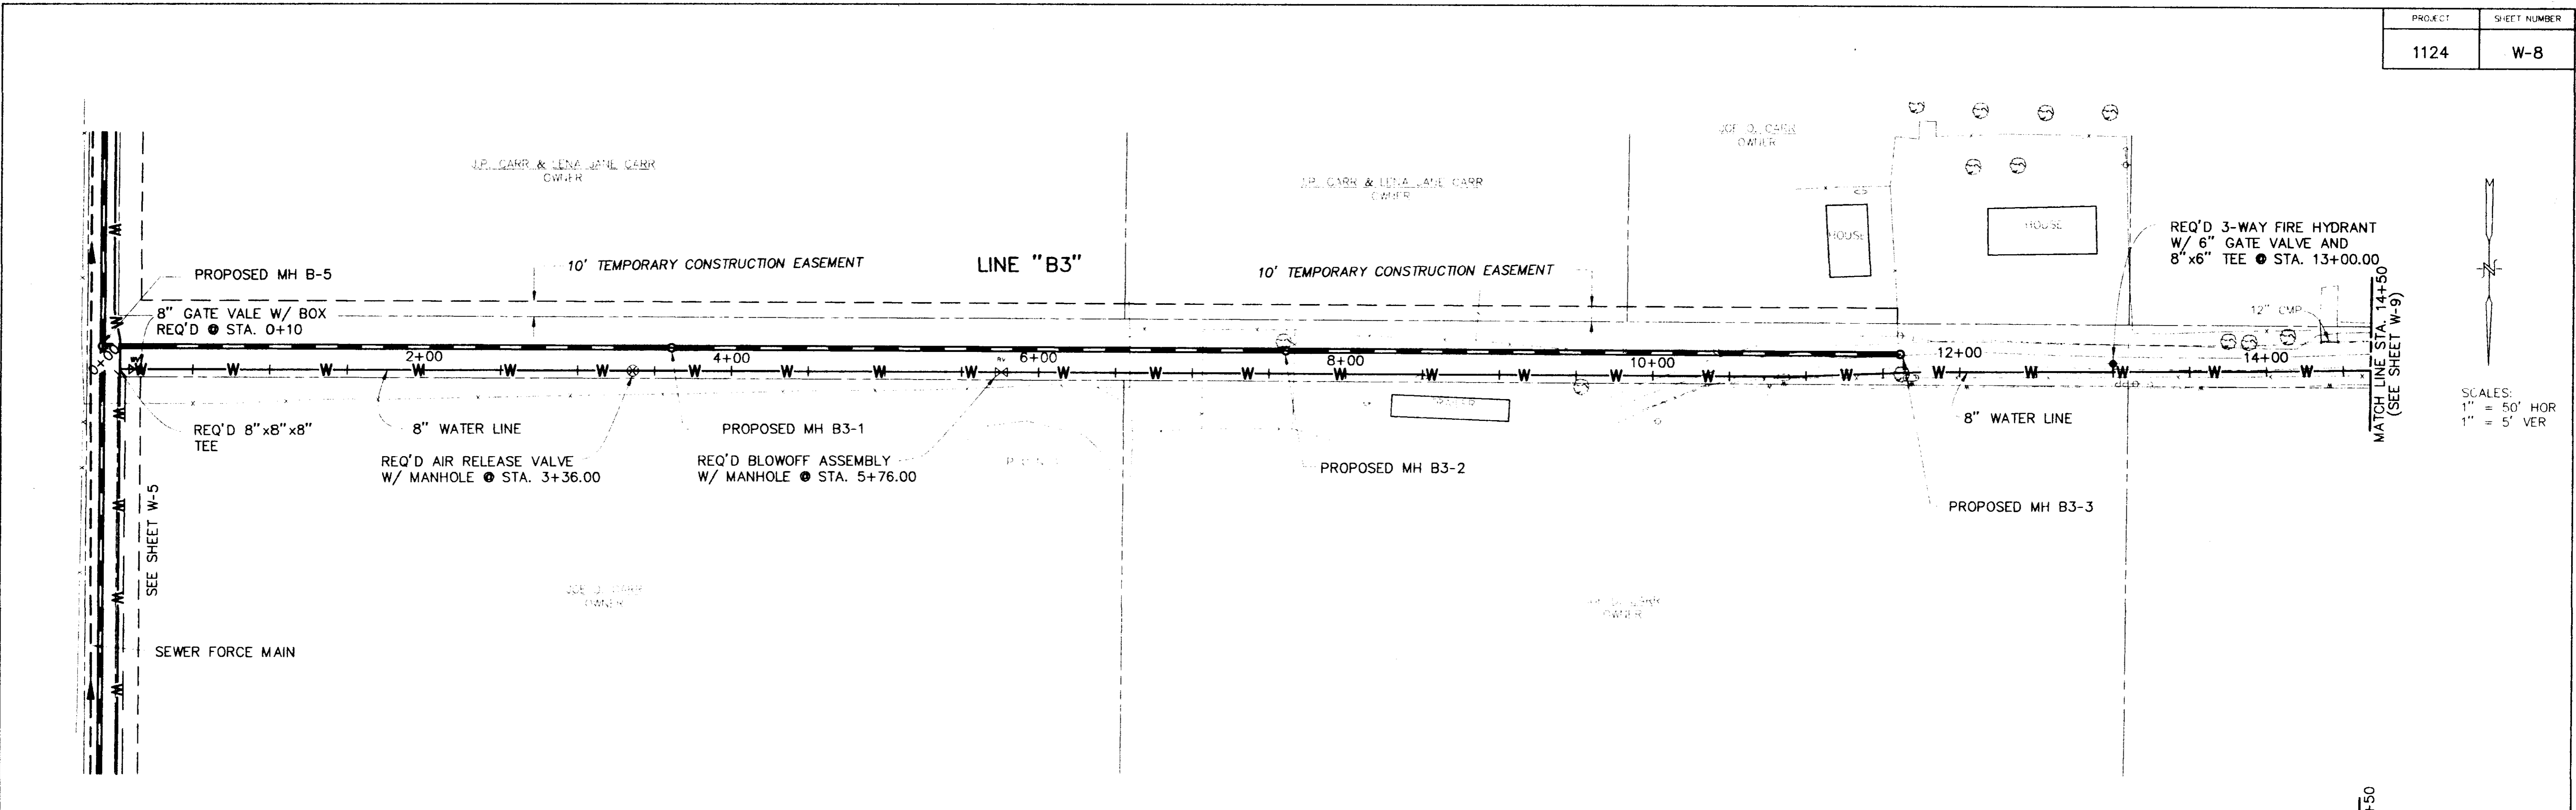 PROJECT
SHEET NUMBER
1124
W-8
J.P. CARR & LENA JANE CARR
OWNER
J.P. CARR & LENA JANE CARR
OWNER
JOE Q. CARR
OWNER
HOUSE
HOUSE
REQ'D 3-WAY FIRE HYDRANT
W/ 6" GATE VALVE AND
8"x6" TEE @ STA. 13+00.00
PROPOSED MH B-5
10' TEMPORARY CONSTRUCTION EASEMENT
LINE "B3"
10' TEMPORARY CONSTRUCTION EASEMENT
8" GATE VALE W/ BOX
REQ'D @ STA. 0+10
12" CMP
MATCH LINE STA. 14+50
(SEE SHEET W-9)
N
0+00
2+00
4+00
6+00
8+00
10+00
12+00
14+00
W W W W W W W W W W W W W W W W W W W W W W W W
SCALES:
1" = 50' HOR
1" = 5' VER
REQ'D 8"x8"x8"
TEE
8" WATER LINE
PROPOSED MH B3-1
TRAILER
8" WATER LINE
REQ'D AIR RELEASE VALVE
W/ MANHOLE @ STA. 3+36.00
REQ'D BLOWOFF ASSEMBLY
W/ MANHOLE @ STA. 5+76.00
PROPOSED MH B3-2
PROPOSED MH B3-3
SEE SHEET W-5
OWNER
CARR
OWNER
SEWER FORCE MAIN
+50